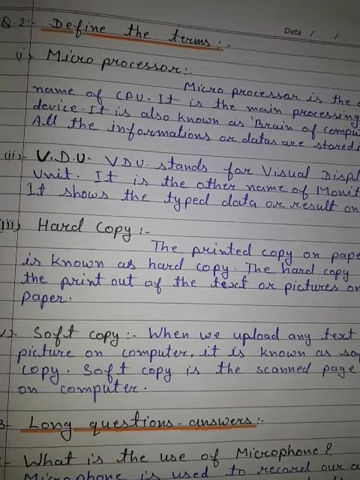 Q.2:- Define the terms:- Date / /
i) Micro processor:-
Micro processor is the
name of CPU. It is the main processing
device. It is also known as Brain of compu
All the informations or datas are stored i
(ii):- V.D.U. VDU. stands for Visual Displ
Unit. It is the other name of Monit
It shows the typed data or result on
iii) Hard Copy :-
The printed copy on pape
is known as hard copy. The hard copy
the print out of the text or pictures on
paper.
v)- Soft copy :- When we upload any text
picture on computer, it is known as so
copy. Soft copy is the scanned page
on computer.
3- Long questions-answers:-
:- What is the use of Microphone?
Microphone is used to record our a